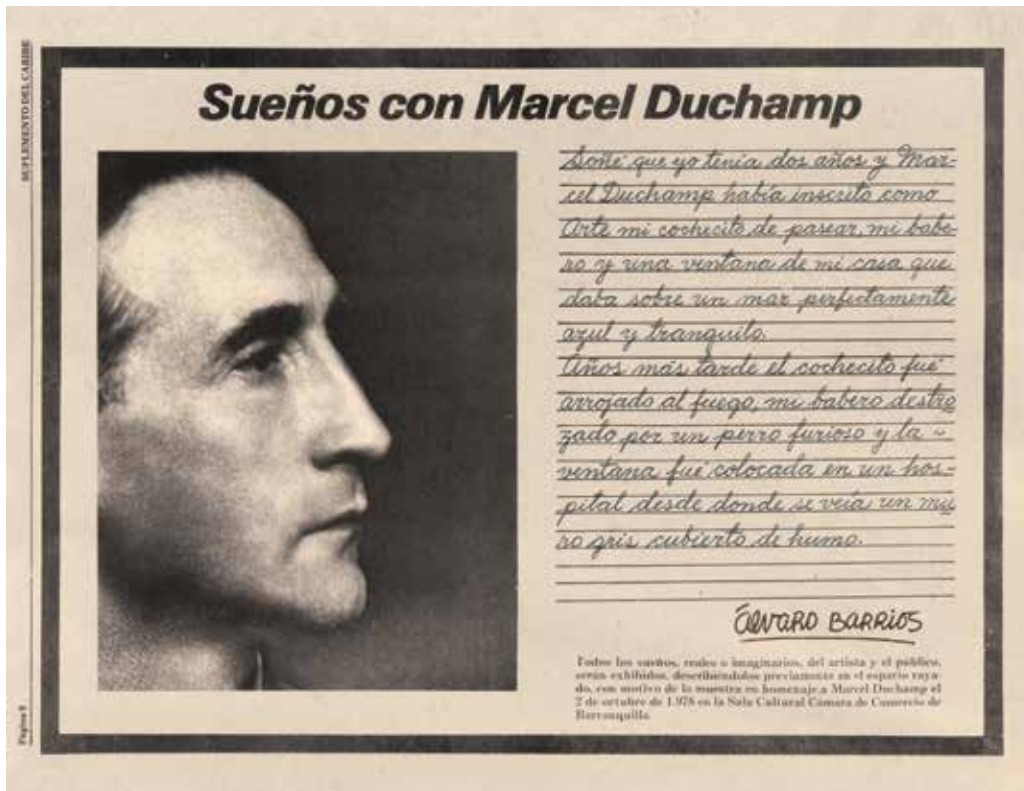 SUPLEMENTO DEL CARIBE
Sueños con Marcel Duchamp
Soñé que yo tenía dos años y Mar-
cel Duchamp había inscrito como
Arte mi cochecito de pasear, mi babe-
ro y una ventana de mi casa que
daba sobre un mar perfectamente
azul y tranquilo.
Años más tarde el cochecito fué
arrojado al fuego, mi babero destro
zado por un perro furioso y la ~
ventana fué colocada en un hos-
pital desde donde se veía un mu
ro gris cubierto de humo.
ÁLVARO BARRIOS
Todos los sueños, reales o imaginarios, del artista y el público,
serán exhibidos, describiéndolos previamente en el espacio raya-
do, con motivo de la muestra en homenaje a Marcel Duchamp el
2 de octubre de 1.978 en la Sala Cultural Cámara de Comercio de
Barranquilla.